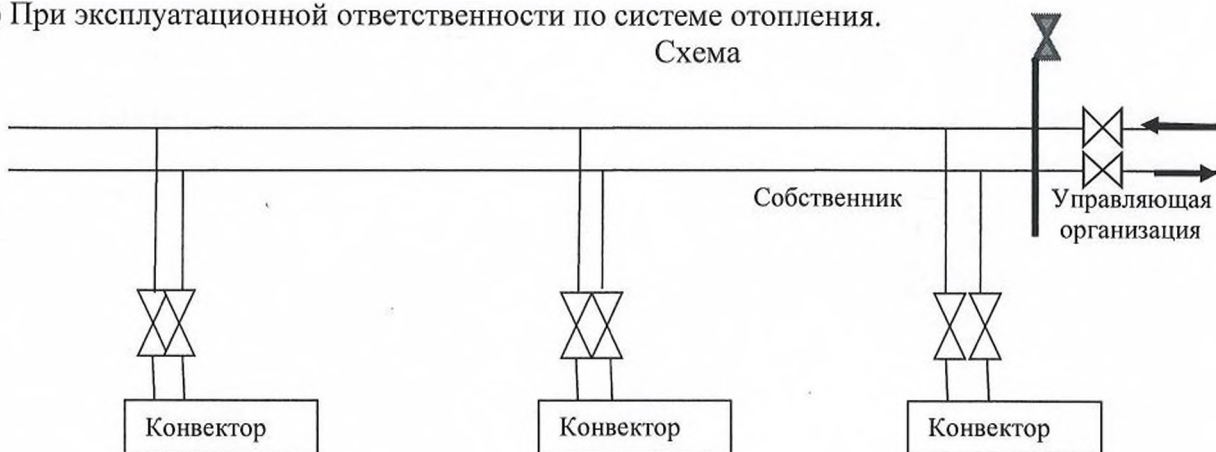 При эксплуатационной ответственности по системе отопления.
Схема
Собственник
Управляющая
организация
Конвектор
Конвектор
Конвектор